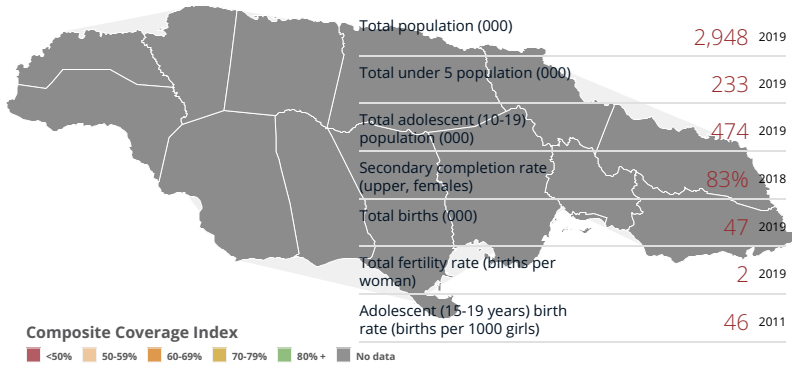 Total population (000)
2,948 2019
Total under 5 population (000)
233 2019
Total adolescent (10-19)
population (000)
474 2019
Secondary completion rate
(upper, females)
83% 2018
Total births (000)
47 2019
Total fertility rate (births per
woman)
2 2019
Adolescent (15-19 years) birth
rate (births per 1000 girls)
46 2011
Composite Coverage Index
<50% 50-59% 60-69% 70-79% 80% + No data